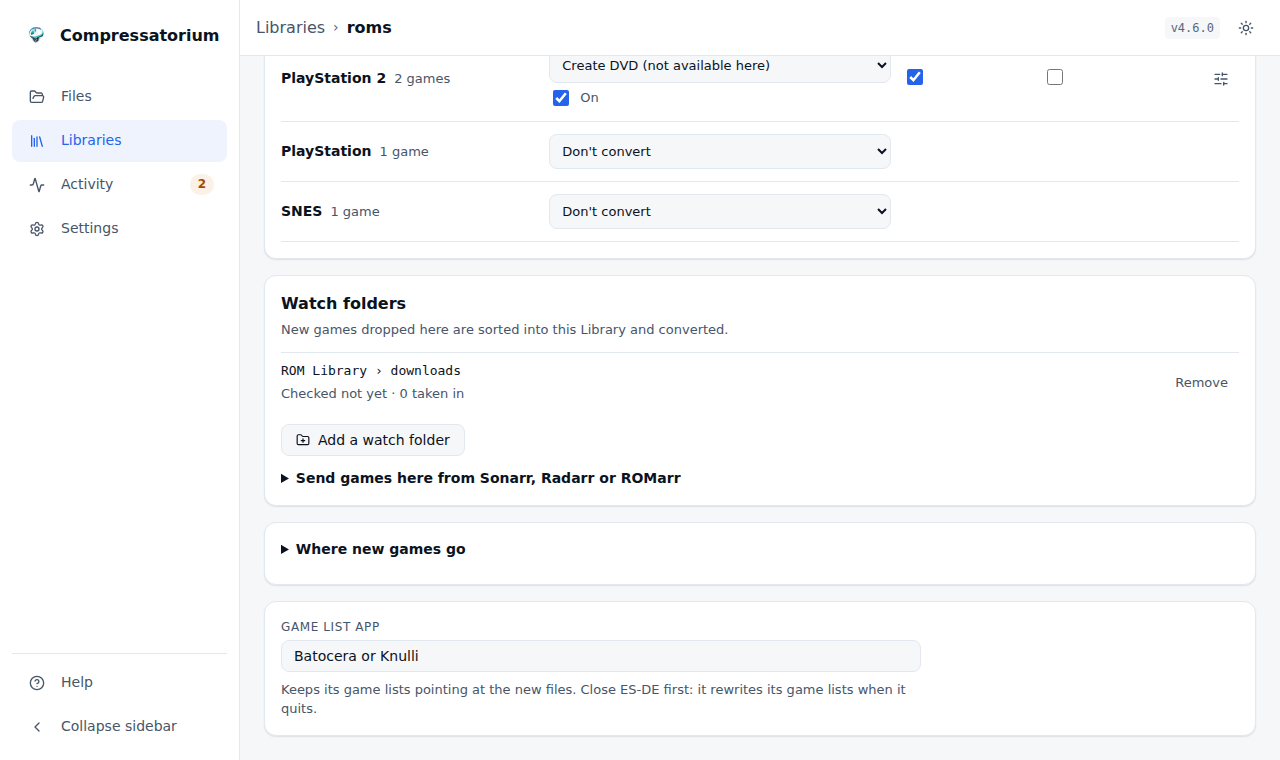 Compressatorium
Libraries › roms
v4.6.0
Files
Libraries
Activity
2
Settings
Help
Collapse sidebar
PlayStation 2 2 games
Create DVD (not available here)
On
PlayStation 1 game
Don't convert
SNES 1 game
Don't convert
Watch folders
New games dropped here are sorted into this Library and converted.
ROM Library › downloads
Checked not yet · 0 taken in
Remove
Add a watch folder
Send games here from Sonarr, Radarr or ROMarr
Where new games go
GAME LIST APP
Batocera or Knulli
Keeps its game lists pointing at the new files. Close ES-DE first: it rewrites its game lists when it
quits.